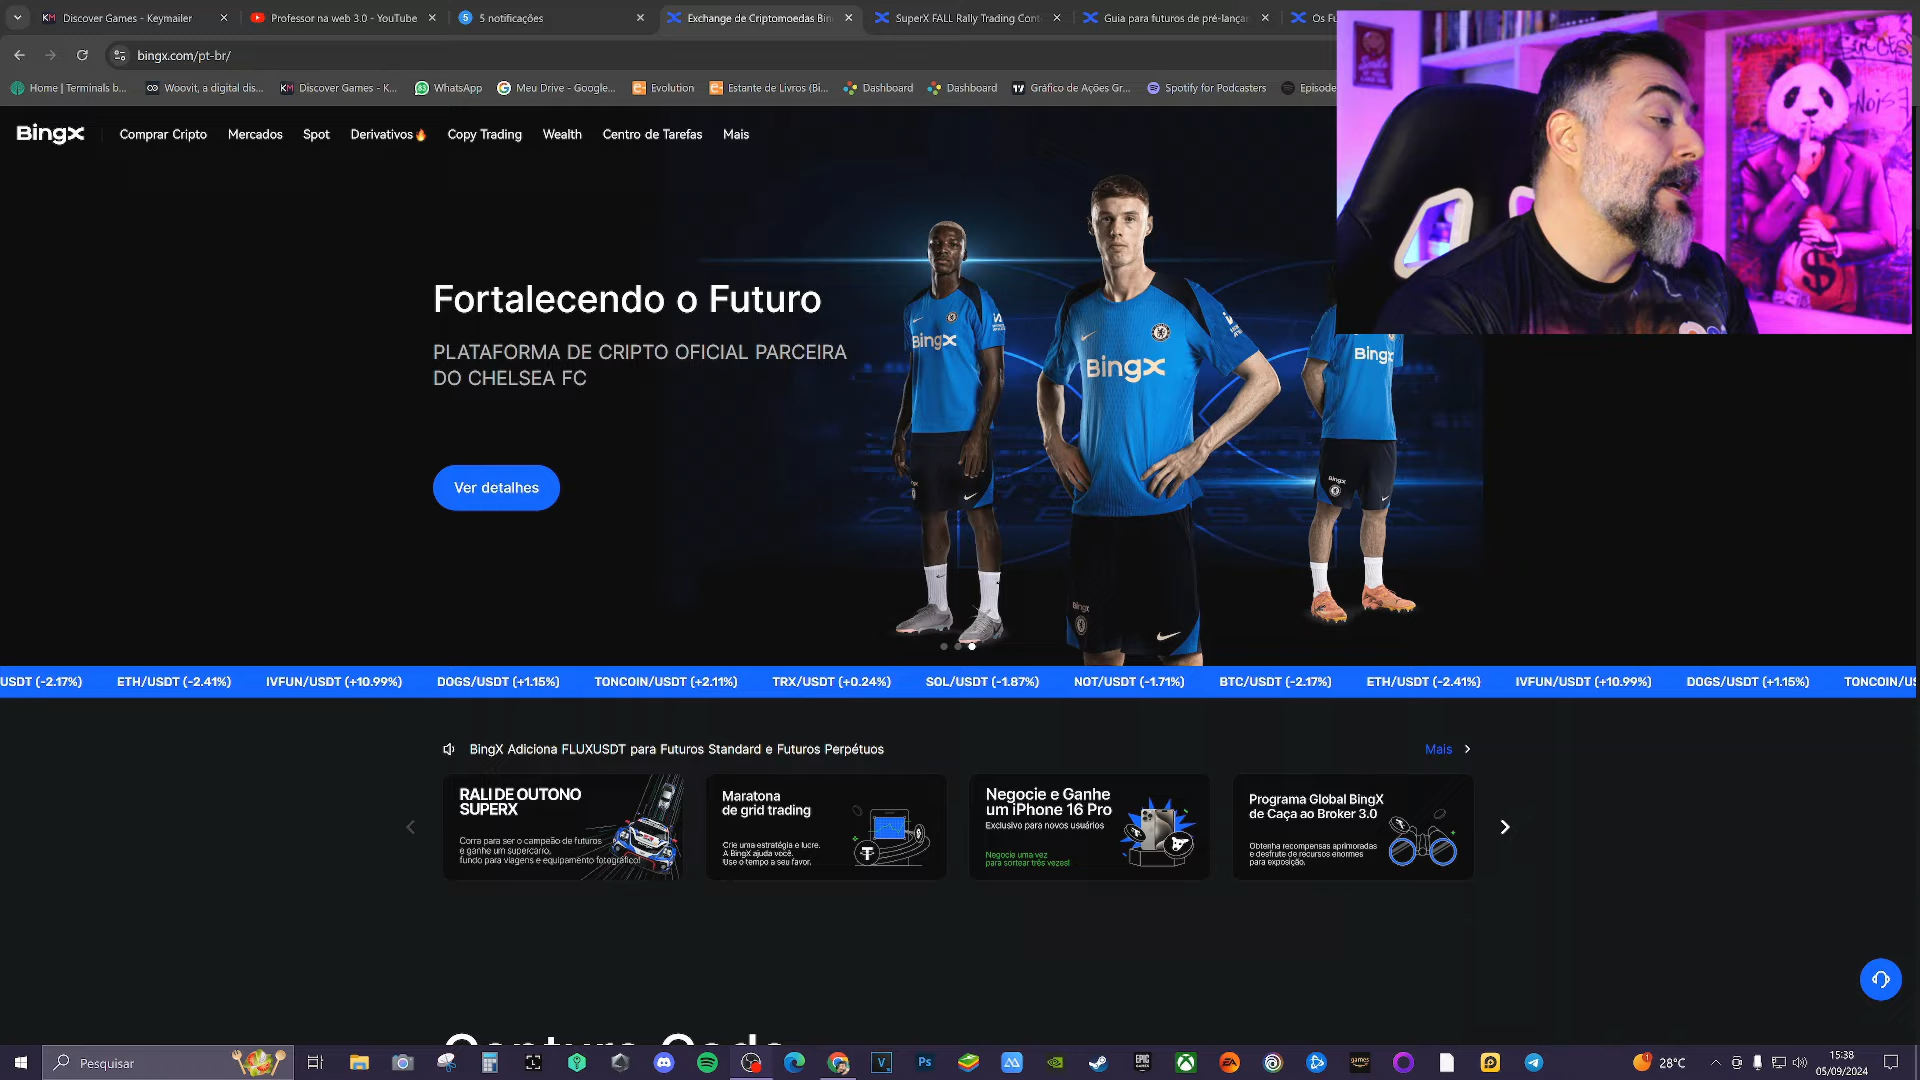 Discover Games - Keymailer
Professor na web 3.0 - YouTube
5 notificações
Exchange de Criptomoedas Bin
SuperX FALL Rally Trading Cont
Guia para futuros de pré-lança
Os Fu
bingx.com/pt-br/
Home | Terminals b...
Woovit, a digital dis...
Discover Games - K...
WhatsApp
Meu Drive - Google...
Evolution
Estante de Livros (Bi...
Dashboard
Dashboard
Gráfico de Ações Gr...
Spotify for Podcasters
Episode
BingX
Comprar Cripto
Mercados
Spot
Derivativos
Copy Trading
Wealth
Centro de Tarefas
Mais
Fortalecendo o Futuro
PLATAFORMA DE CRIPTO OFICIAL PARCEIRA
DO CHELSEA FC
Ver detalhes
BingX
BingX
BingX
USDT (-2.17%)
ETH/USDT (-2.41%)
IVFUN/USDT (+10.99%)
DOGS/USDT (+1.15%)
TONCOIN/USDT (+2.11%)
TRX/USDT (+0.24%)
SOL/USDT (-1.87%)
NOT/USDT (-1.71%)
BTC/USDT (-2.17%)
ETH/USDT (-2.41%)
IVFUN/USDT (+10.99%)
DOGS/USDT (+1.15%)
TONCOIN/US
BingX Adiciona FLUXUSDT para Futuros Standard e Futuros Perpétuos
Mais
RALI DE OUTONO
SUPERX
Corra para ser o campeão de futuros
e ganhe um supercarro,
fundo para viagens e equipamento fotográfico!
Maratona
de grid trading
Crie uma estratégia e lucre.
A BingX ajuda você.
Use o tempo a seu favor.
Negocie e Ganhe
um iPhone 16 Pro
Exclusivo para novos usuários
Negocie uma vez
para sortear três vezes!
Programa Global BingX
de Caça ao Broker 3.0
Obtenha recompensas aprimoradas
e desfrute de recursos enormes
para exposição.
Pesquisar
28°C
15:38
05/09/2024